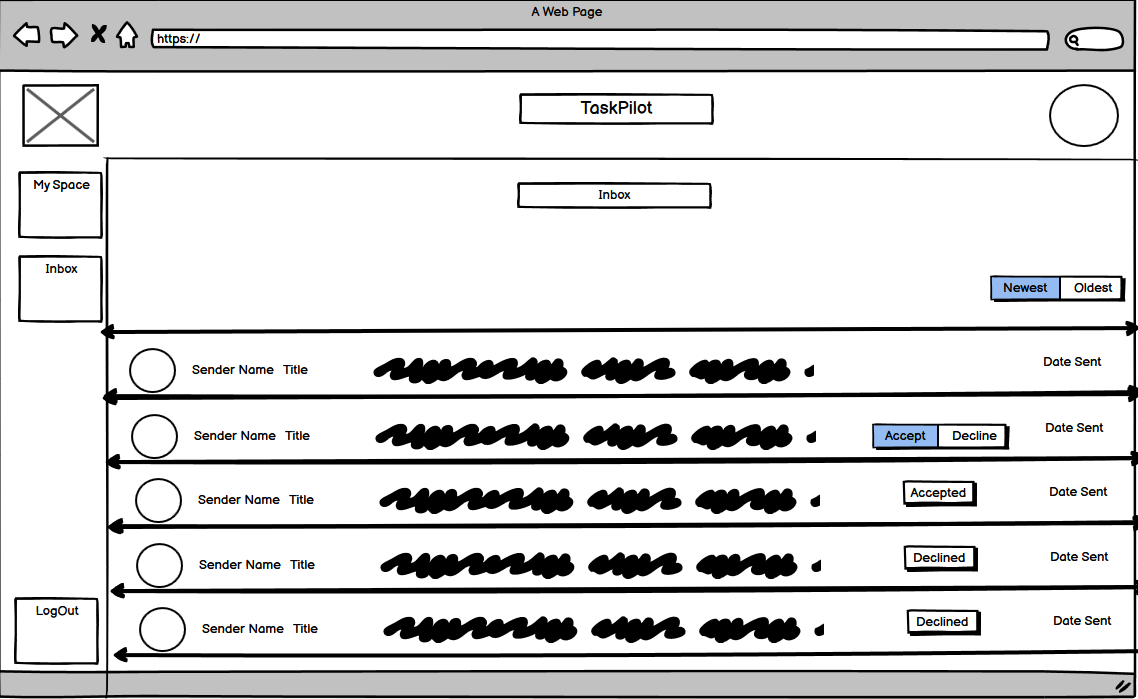 A Web Page
https://
TaskPilot
My Space
Inbox
Inbox
Newest Oldest
Sender Name Title Date Sent
Sender Name Title Accept Decline Date Sent
Sender Name Title Accepted Date Sent
Sender Name Title Declined Date Sent
LogOut
Sender Name Title Declined Date Sent